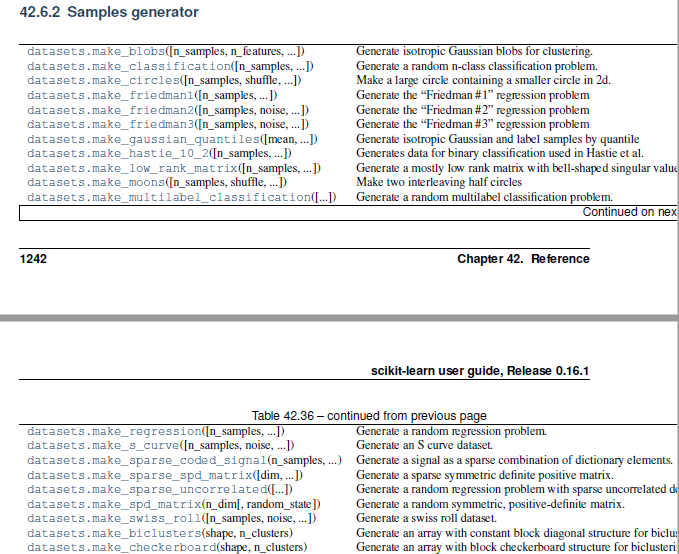 42.6.2 Samples generator
datasets.make_blobs([n_samples, n_features, ...]) Generate isotropic Gaussian blobs for clustering.
datasets.make_classification([n_samples, ...]) Generate a random n-class classification problem.
datasets.make_circles([n_samples, shuffle, ...]) Make a large circle containing a smaller circle in 2d.
datasets.make_friedman1([n_samples, ...]) Generate the “Friedman #1” regression problem
datasets.make_friedman2([n_samples, noise, ...]) Generate the “Friedman #2” regression problem
datasets.make_friedman3([n_samples, noise, ...]) Generate the “Friedman #3” regression problem
datasets.make_gaussian_quantiles([mean, ...]) Generate isotropic Gaussian and label samples by quantile
datasets.make_hastie_10_2([n_samples, ...]) Generates data for binary classification used in Hastie et al.
datasets.make_low_rank_matrix([n_samples, ...]) Generate a mostly low rank matrix with bell-shaped singular value
datasets.make_moons([n_samples, shuffle, ...]) Make two interleaving half circles
datasets.make_multilabel_classification([...]) Generate a random multilabel classification problem.
Continued on nex
1242 Chapter 42. Reference
scikit-learn user guide, Release 0.16.1
Table 42.36 – continued from previous page
datasets.make_regression([n_samples, ...]) Generate a random regression problem.
datasets.make_s_curve([n_samples, noise, ...]) Generate an S curve dataset.
datasets.make_sparse_coded_signal(n_samples, ...) Generate a signal as a sparse combination of dictionary elements.
datasets.make_sparse_spd_matrix([dim, ...]) Generate a sparse symmetric definite positive matrix.
datasets.make_sparse_uncorrelated([...]) Generate a random regression problem with sparse uncorrelated de
datasets.make_spd_matrix(n_dim[, random_state]) Generate a random symmetric, positive-definite matrix.
datasets.make_swiss_roll([n_samples, noise, ...]) Generate a swiss roll dataset.
datasets.make_biclusters(shape, n_clusters) Generate an array with constant block diagonal structure for biclus
datasets.make_checkerboard(shape, n_clusters) Generate an array with block checkerboard structure for biclusteri